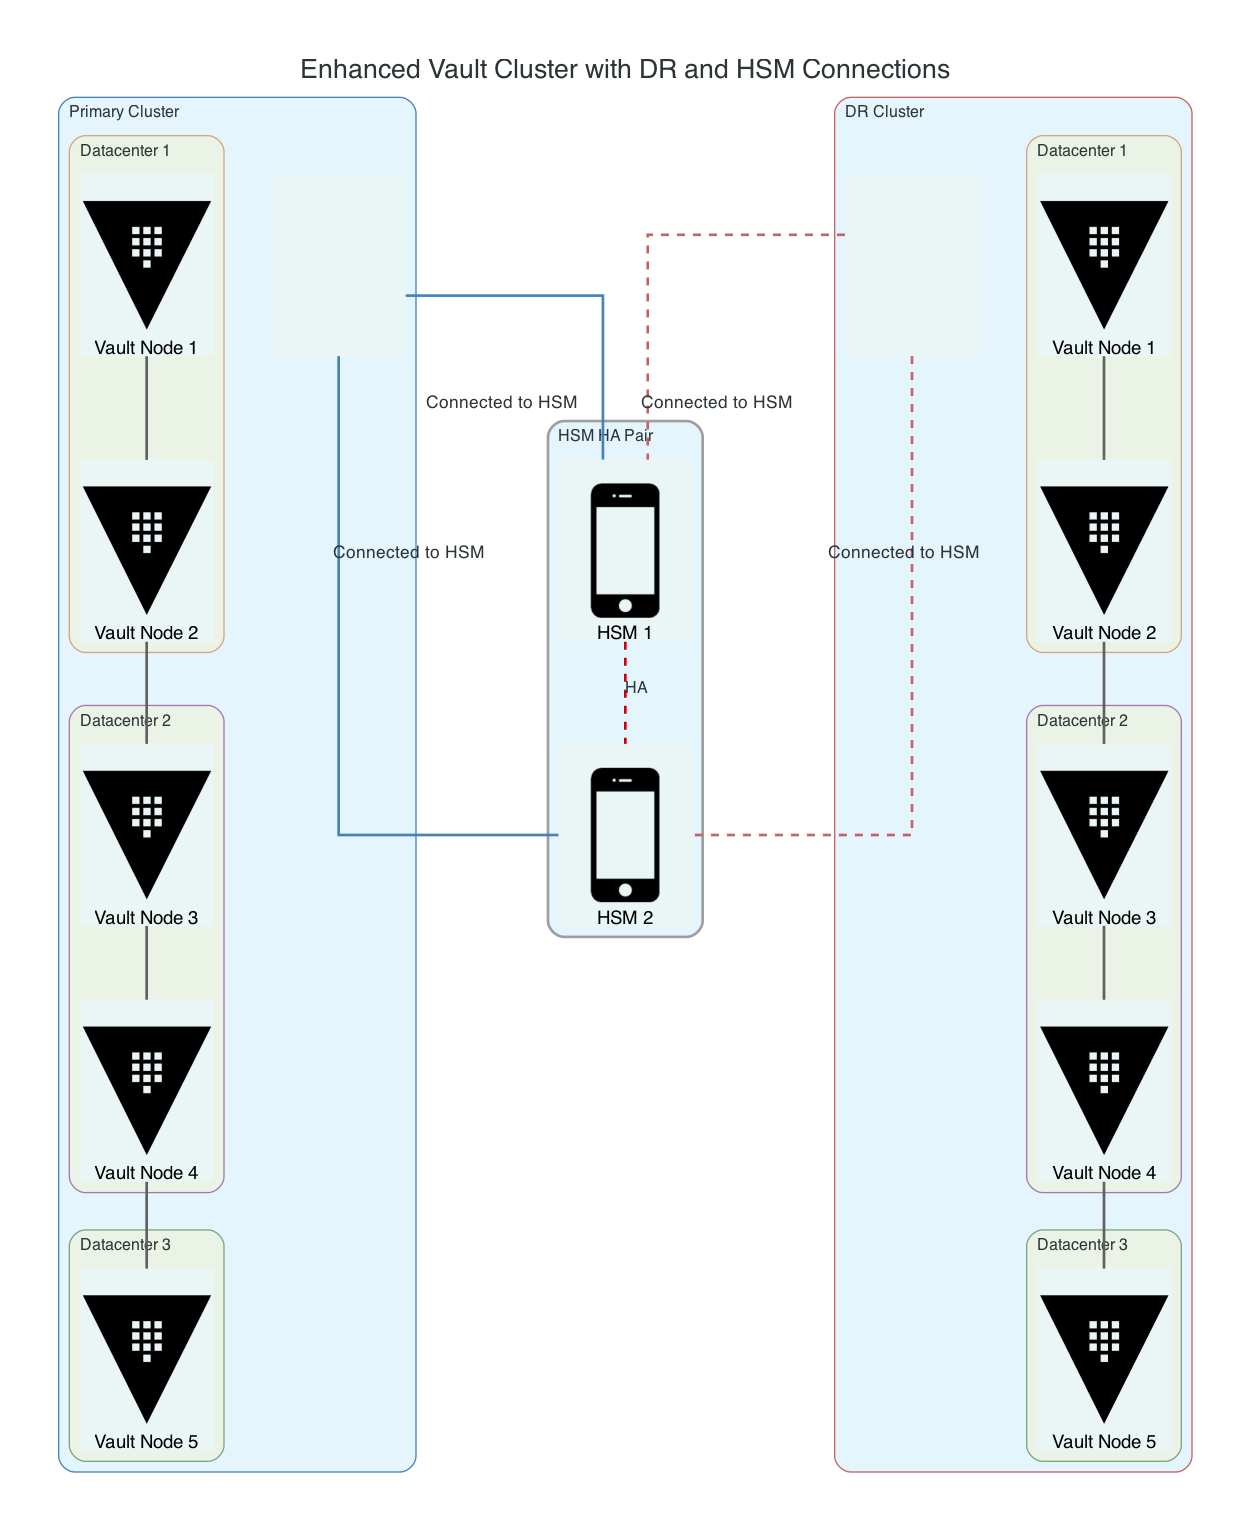 Enhanced Vault Cluster with DR and HSM Connections
Primary Cluster
Datacenter 1
Vault Node 1
Vault Node 2
Datacenter 2
Vault Node 3
Vault Node 4
Datacenter 3
Vault Node 5
Connected to HSM
Connected to HSM
Connected to HSM
HSM HA Pair
HSM 1
HA
HSM 2
DR Cluster
Connected to HSM
Datacenter 1
Vault Node 1
Vault Node 2
Datacenter 2
Vault Node 3
Vault Node 4
Datacenter 3
Vault Node 5